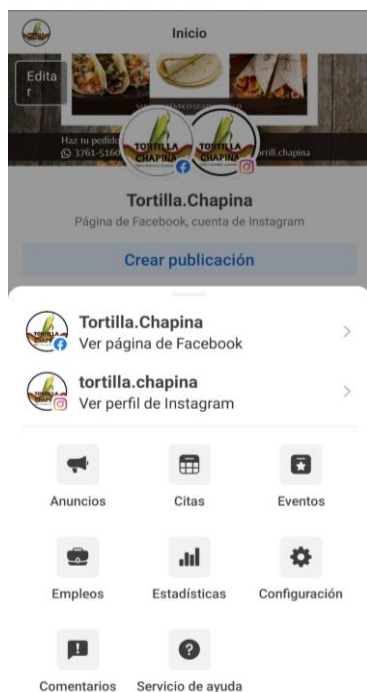 Inicio
Editar
Haz tu pedido
3761-5160
TORTILLA
CHAPINA
TORTILLA
CHAPINA
Tortilla.Chapina
Página de Facebook, cuenta de Instagram
Crear publicación
Tortilla.Chapina
Ver página de Facebook
tortilla.chapina
Ver perfil de Instagram
Anuncios Citas Eventos
Empleos Estadísticas Configuración
Comentarios Servicio de ayuda